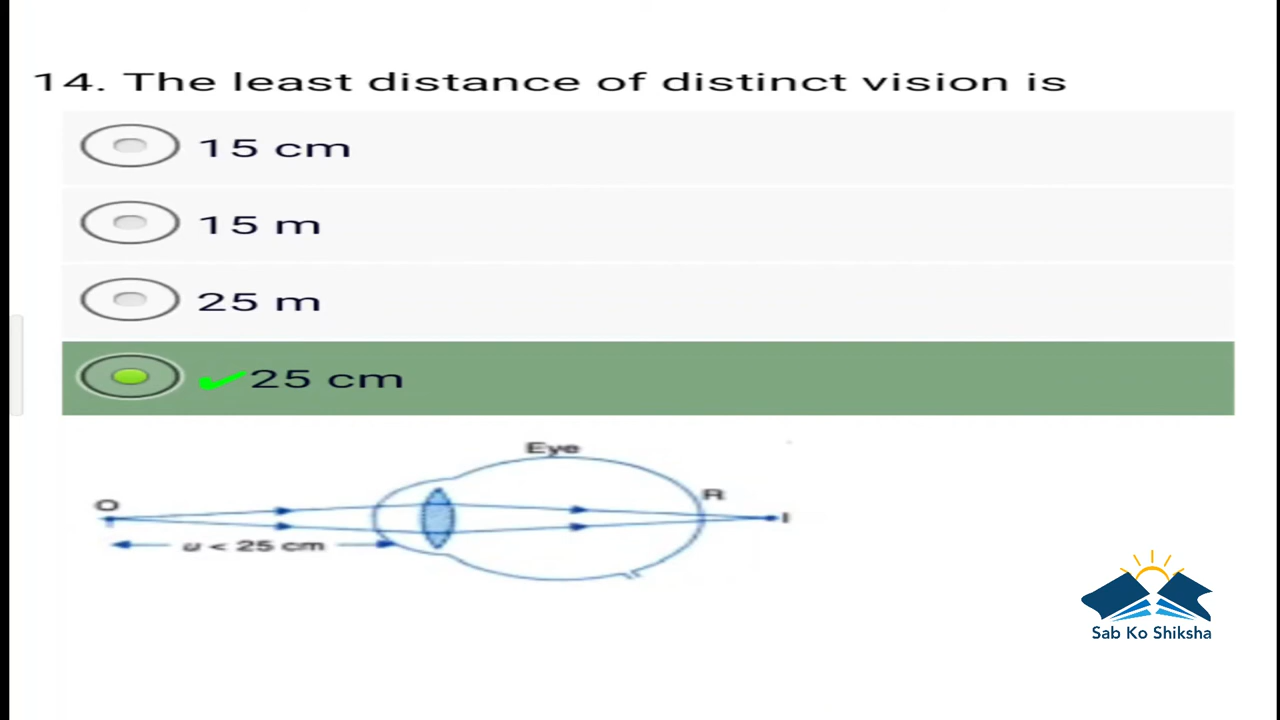 14. The least distance of distinct vision is
15 cm
15 m
25 m
25 cm
Eye
O
R
I
u < 25 cm
Sab Ko Shiksha